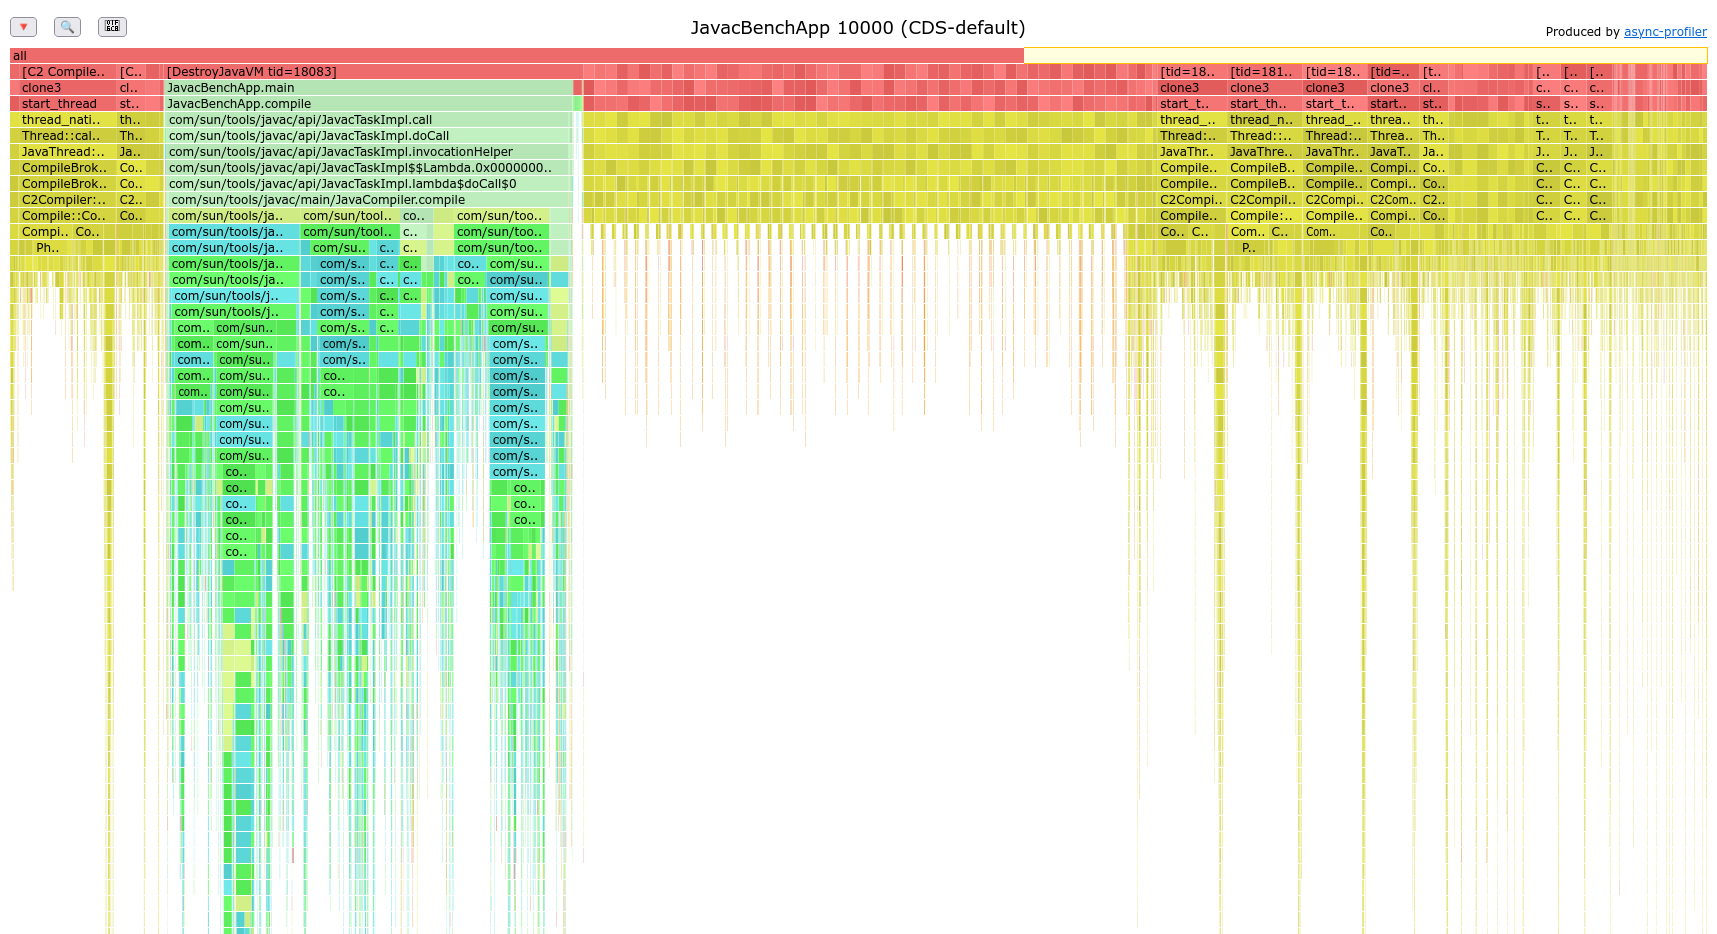 JavacBenchApp 10000 (CDS-default)
Produced by async-profiler
all
[C2 Compile.. [C.. [DestroyJavaVM tid=18083] [tid=18.. [tid=181.. [tid=18.. [tid=.. [t.. [.. [.. [..
clone3 cl.. JavacBenchApp.main clone3 clone3 clone3 clone3 cl.. c.. c.. c..
start_thread st.. JavacBenchApp.compile start_t.. start_th.. start_t.. start.. st.. s.. s.. s..
thread_nati.. th.. com/sun/tools/javac/api/JavacTaskImpl.call thread_.. thread_n.. thread_.. threa.. th.. t.. t.. t..
Thread::cal.. Th.. com/sun/tools/javac/api/JavacTaskImpl.doCall Thread:.. Thread::.. Thread:.. Threa.. Th.. T.. T.. T..
JavaThread:.. Ja.. com/sun/tools/javac/api/JavacTaskImpl.invocationHelper JavaThr.. JavaThre.. JavaThr.. JavaT.. Ja.. J.. J.. J..
CompileBrok.. Co.. com/sun/tools/javac/api/JavacTaskImpl$$Lambda.0x0000000.. Compile.. CompileB.. Compile.. Compi.. Co.. C.. C.. C..
CompileBrok.. Co.. com/sun/tools/javac/api/JavacTaskImpl.lambda$doCall$0 Compile.. CompileB.. Compile.. Compi.. Co.. C.. C.. C..
C2Compiler:.. C2.. com/sun/tools/javac/main/JavaCompiler.compile C2Compi.. C2Compil.. C2Compi.. C2Com.. C2.. C.. C.. C..
Compile::Co.. Co.. com/sun/tools/ja.. com/sun/tool.. co.. com/sun/too.. Compile.. Compile:.. Compile.. Compi.. Co.. C.. C.. C..
Compi.. Co.. com/sun/tools/ja.. com/sun/tool.. c.. com/sun/too.. Co.. C.. Com.. C.. Com.. Co..
Ph.. com/sun/tools/ja.. com/su.. c.. c.. com/sun/too.. P..
com/sun/tools/ja.. com/s.. c.. c.. co.. com/su..
com/sun/tools/ja.. com/s.. c.. c.. co.. com/su..
com/sun/tools/j.. com/s.. c.. c.. com/su..
com/sun/tools/j.. com/s.. c.. com/su..
com.. com/sun.. com/s.. c.. com/su..
com.. com/sun.. com/s.. com/s..
com.. com/su.. com/s.. com/s..
com.. com/su.. co.. com/s..
com.. com/su.. co.. com/s..
com/su.. com/s..
com/su.. com/s..
com/su.. com/s..
com/su.. com/s..
co.. com/s..
co.. co..
co.. co..
co.. co..
co..
co..